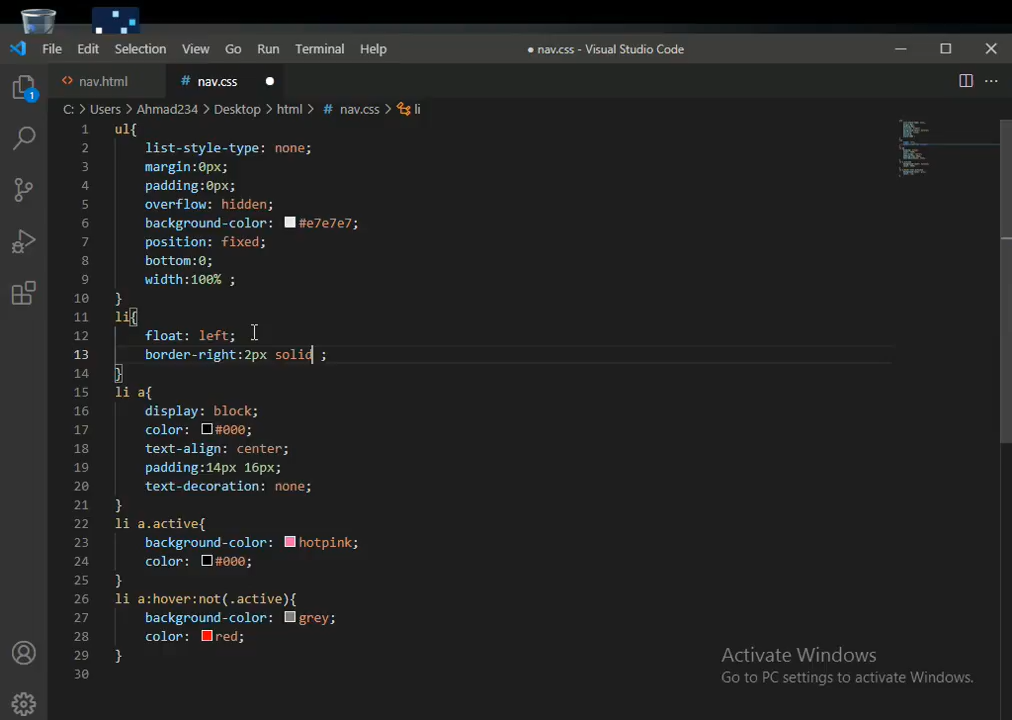 File Edit Selection View Go Run Terminal Help ● nav.css - Visual Studio Code
<> nav.html # nav.css ●
C: > Users > Ahmad234 > Desktop > html > # nav.css > li
1 ul{
2 list-style-type: none;
3 margin:0px;
4 padding:0px;
5 overflow: hidden;
6 background-color: #e7e7e7;
7 position: fixed;
8 bottom:0;
9 width:100% ;
10 }
11 li{
12 float: left;
13 border-right:2px solid ;
14 }
15 li a{
16 display: block;
17 color: #000;
18 text-align: center;
19 padding:14px 16px;
20 text-decoration: none;
21 }
22 li a.active{
23 background-color: hotpink;
24 color: #000;
25 }
26 li a:hover:not(.active){
27 background-color: grey;
28 color: red;
29 }
30
1
Activate Windows
Go to PC settings to activate Windows.